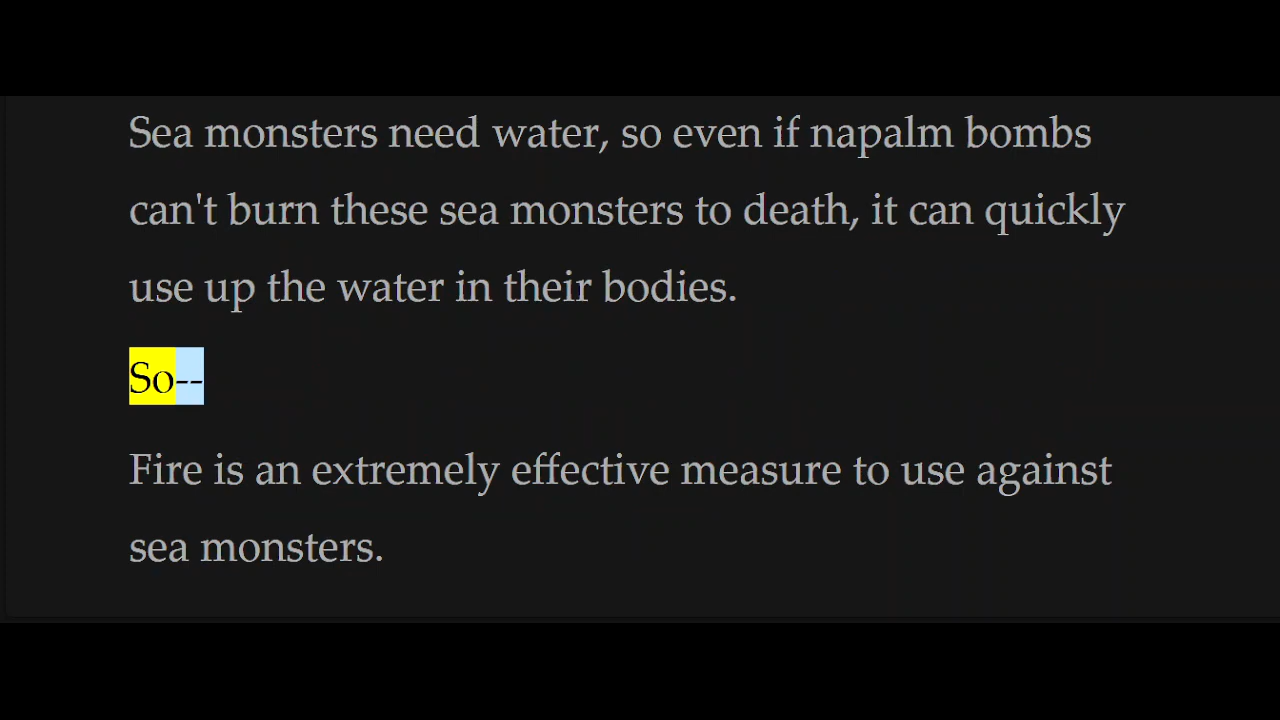 Sea monsters need water, so even if napalm bombs
can't burn these sea monsters to death, it can quickly
use up the water in their bodies.
So--
Fire is an extremely effective measure to use against
sea monsters.